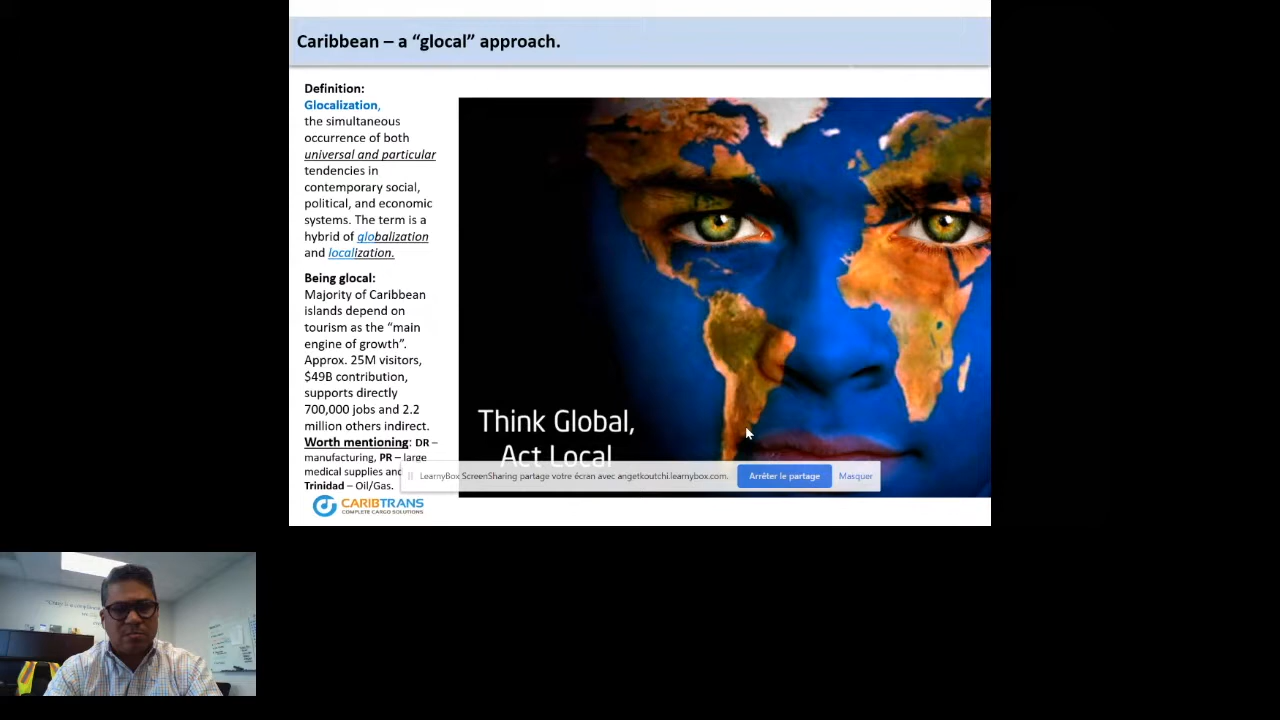 Caribbean – a “glocal” approach.
Definition:
Glocalization,
the simultaneous
occurrence of both
universal and particular
tendencies in
contemporary social,
political, and economic
systems. The term is a
hybrid of globalization
and localization.
Being glocal:
Majority of Caribbean
islands depend on
tourism as the “main
engine of growth”.
Approx. 25M visitors,
$49B contribution,
supports directly
700,000 jobs and 2.2
million others indirect.
Worth mentioning: DR –
manufacturing, PR – large
medical supplies and
Trinidad – Oil/Gas.
CARIBTRANS
COMPLETE CARGO SOLUTIONS
Think Global,
Act Local
LearnyBox ScreenSharing partage votre écran avec angetkoutchi.learnybox.com.
Arrêter le partage
Masquer